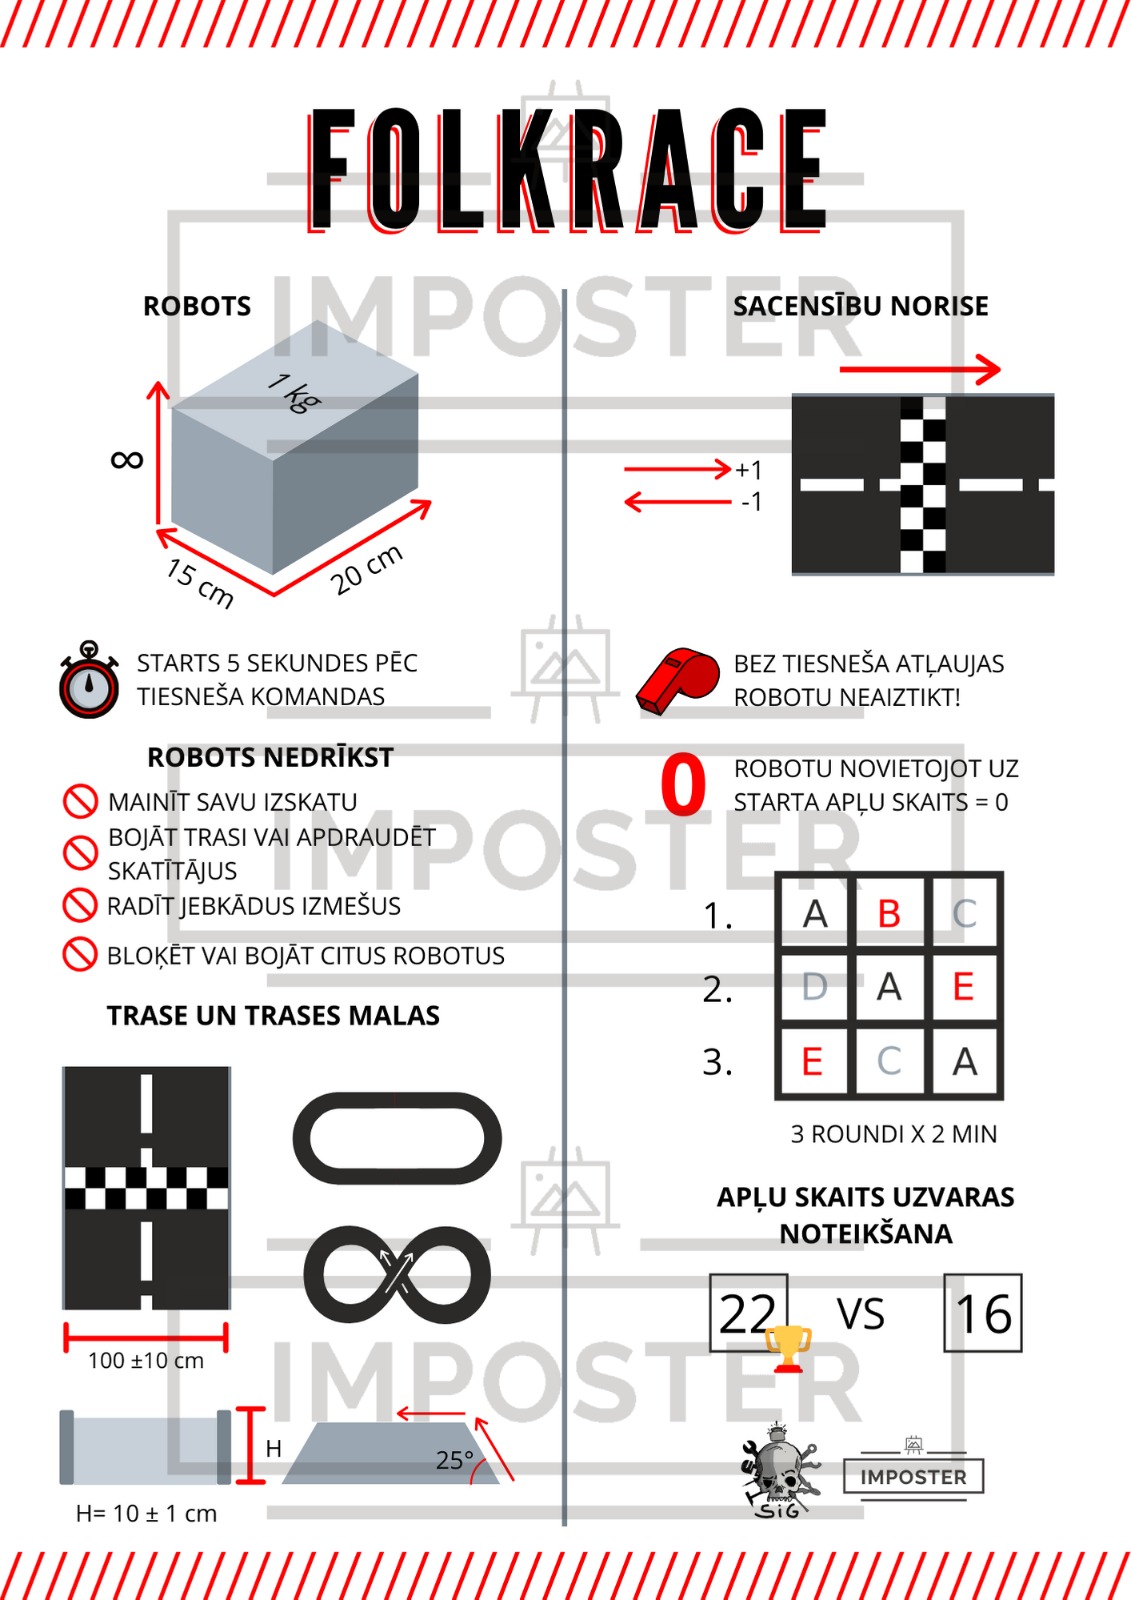 FOLKRACE
ROBOTS
1 kg
∞
15 cm
20 cm
STARTS 5 SEKUNDES PĒC
TIESNEŠA KOMANDAS
ROBOTS NEDRĪKST
MAINĪT SAVU IZSKATU
BOJĀT TRASI VAI APDRAUDĒT
SKATĪTĀJUS
RADĪT JEBKĀDUS IZMEŠUS
BLOĶĒT VAI BOJĀT CITUS ROBOTUS
TRASE UN TRASES MALAS
100 ±10 cm
H
25°
H= 10 ± 1 cm
SACENSĪBU NORISE
+1
-1
BEZ TIESNEŠA ATĻAUJAS
ROBOTU NEAIZTIKT!
0
ROBOTU NOVIETOJOT UZ
STARTA APĻU SKAITS = 0
1. A B C
2. D A E
3. E C A
3 ROUNDI X 2 MIN
APĻU SKAITS UZVARAS
NOTEIKŠANA
22 VS 16
SiG
IMPOSTER
IMPOSTER
IMPOSTER
IMPOSTER